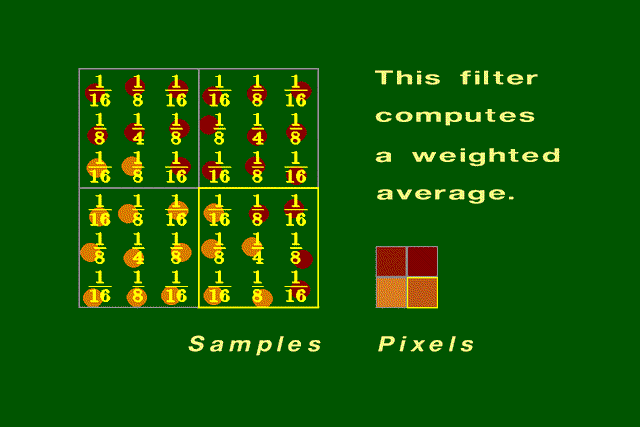 1/16 1/8 1/16 1/16 1/8 1/16
1/8 1/4 1/8 1/8 1/4 1/8
1/16 1/8 1/16 1/16 1/8 1/16
1/16 1/8 1/16 1/16 1/8 1/16
1/8 1/4 1/8 1/8 1/4 1/8
1/16 1/8 1/16 1/16 1/8 1/16
This filter
computes
a weighted
average.
Samples
Pixels